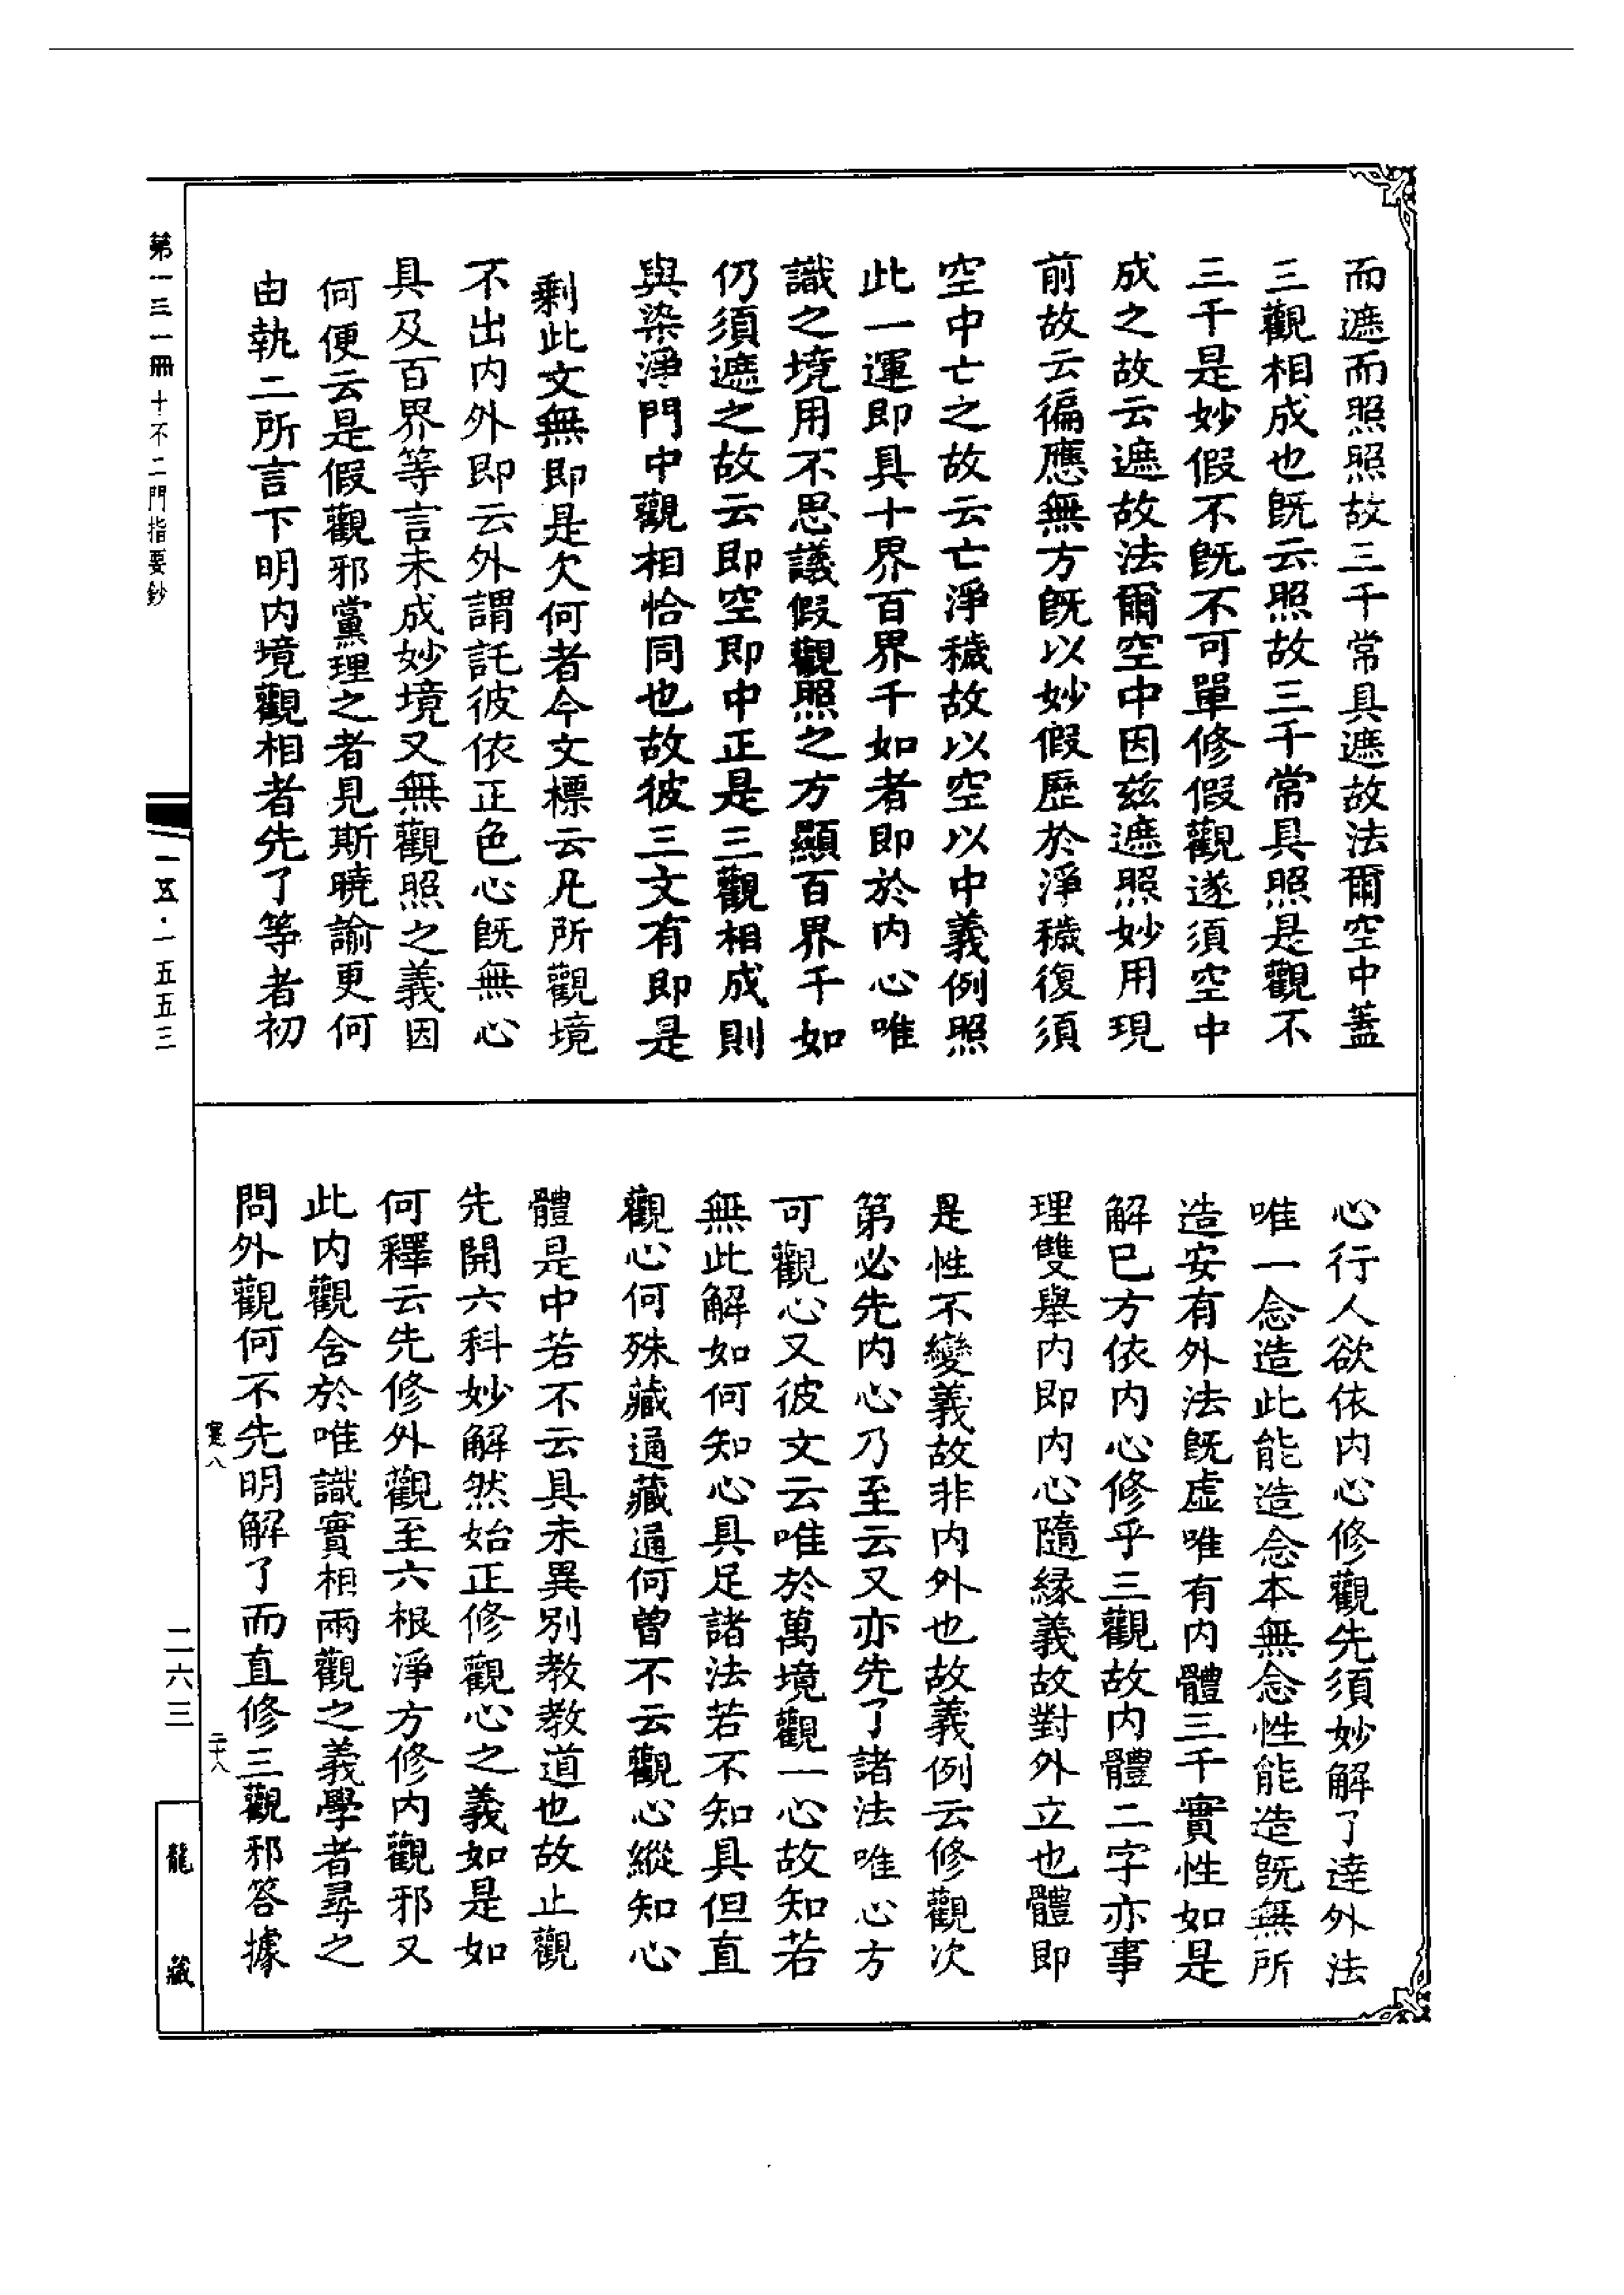 而遮而照照故三千常具遮故法爾空中蓋
三觀相成也旣云照故三千常具照是觀不
三千是妙假不旣不可單修假觀遂須空中
成之故云遮故法爾空中因茲遮照妙用現
前故云徧應無方旣以妙假歷於淨穢復須
空中亡之故云亡淨穢故以空以中義例照
此一運即具十界百界千如者即於內心唯
識之境用不思議假觀照之方顯百界千如
仍須遮之故云即空即中正是三觀相成則
與染淨門中觀相恰同也故彼三文有即是
剩此文無即是欠何者今文標云凡所觀境
不出內外即云外謂託彼依正色心旣無心
具及百界等言未成妙境又無觀照之義因
何便云是假觀邪黨理之者見斯曉諭更何
由執二所言下明內境觀相者先了等者初
心行人欲依內心修觀先須妙解了達外法
唯一念造此能造念本無念性能造旣無所
造安有外法旣虛唯有內體三千實性如是
解已方依內心修乎三觀故內體二字亦事
理雙舉內即內心隨緣義故對外立也體即
是性不變義故非內外也故義例云修觀次
第必先內心乃至云又亦先了諸法唯心方
可觀心又彼文云唯於萬境觀一心故知若
無此解如何知心具足諸法若不知具但直
觀心何殊藏通藏通何曾不云觀心縱知心
體是中若不云具未異別教教道也故止觀
先開六科妙解然始正修觀心之義如是如
何釋云先修外觀至六根淨方修內觀邪又
此內觀含於唯識實相兩觀之義學者尋之
問外觀何不先明解了而直修三觀邪答據
第一三一冊 十不二門指要鈔
一五·一五五三
寞八
二十八
二六三
龍藏